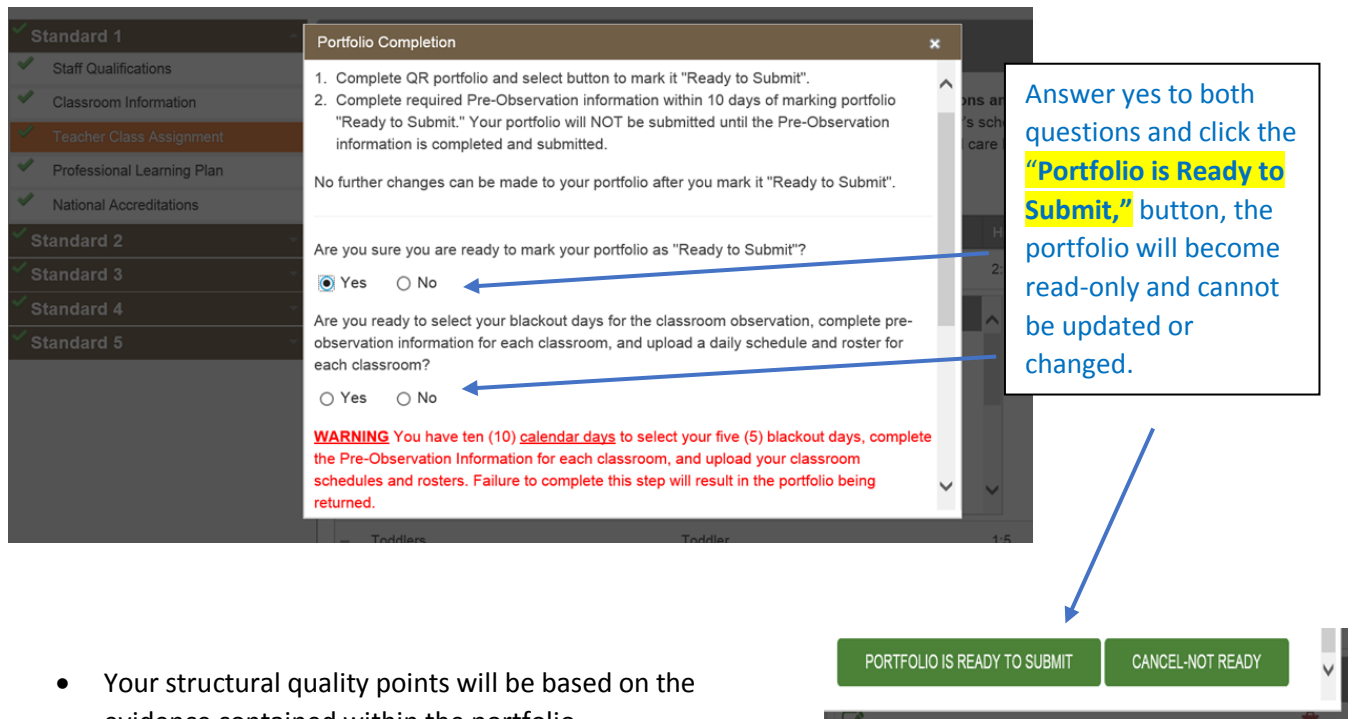 Standard 1
Staff Qualifications
Classroom Information
Teacher Class Assignment
Professional Learning Plan
National Accreditations
Standard 2
Standard 3
Standard 4
Standard 5
Portfolio Completion
1. Complete QR portfolio and select button to mark it "Ready to Submit".
2. Complete required Pre-Observation information within 10 days of marking portfolio
"Ready to Submit." Your portfolio will NOT be submitted until the Pre-Observation
information is completed and submitted.
No further changes can be made to your portfolio after you mark it "Ready to Submit".
Are you sure you are ready to mark your portfolio as "Ready to Submit"?
Yes No
Are you ready to select your blackout days for the classroom observation, complete pre-
observation information for each classroom, and upload a daily schedule and roster for
each classroom?
Yes No
WARNING You have ten (10) calendar days to select your five (5) blackout days, complete
the Pre-Observation Information for each classroom, and upload your classroom
schedules and rosters. Failure to complete this step will result in the portfolio being
returned.
Toddlers Toddler 1:5
Answer yes to both
questions and click the
“Portfolio is Ready to
Submit,” button, the
portfolio will become
read-only and cannot
be updated or
changed.
PORTFOLIO IS READY TO SUBMIT CANCEL-NOT READY
• Your structural quality points will be based on the
evidence contained within the portfolio